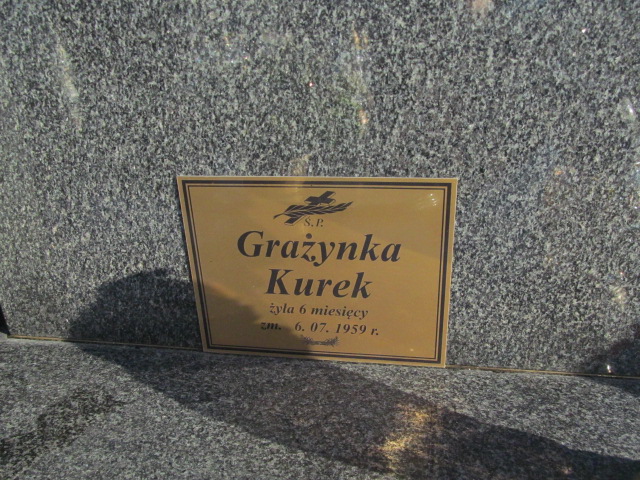 Ś.P.
Grażynka
Kurek
żyła 6 miesięcy
zm. 6. 07. 1959 r.